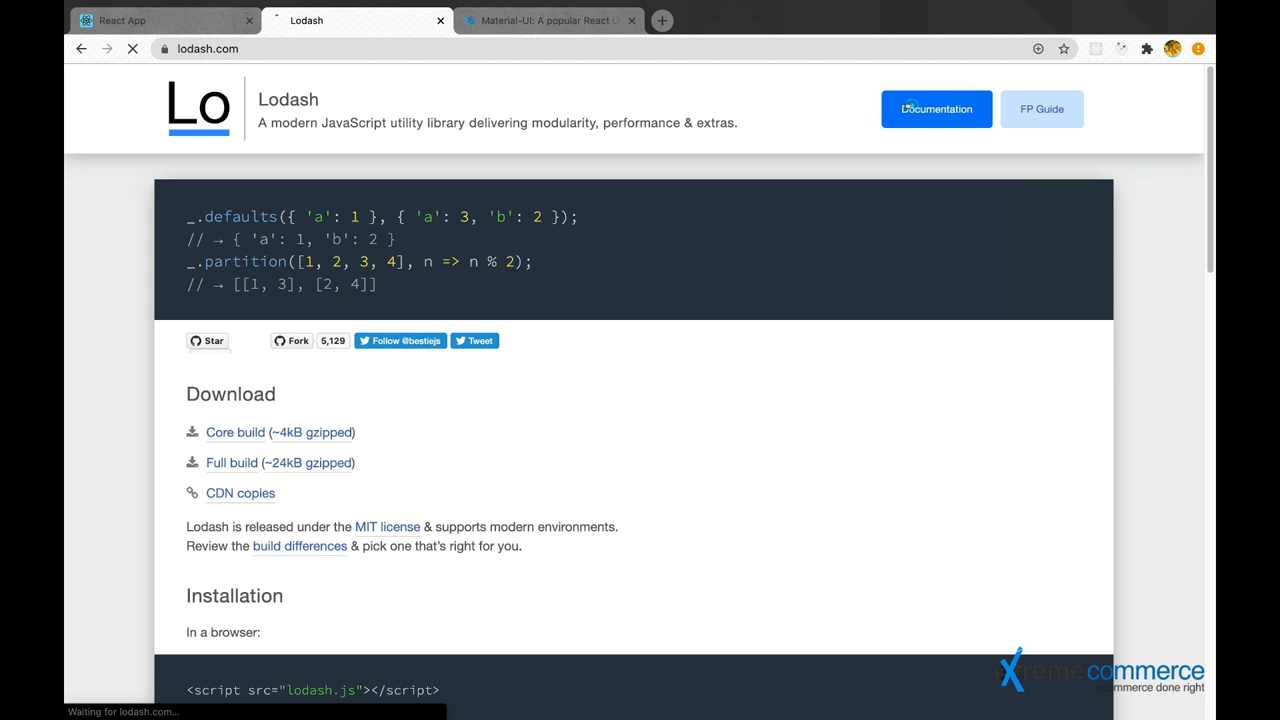 React App
Lodash
Material-UI: A popular React U
lodash.com
Lo
Lodash
A modern JavaScript utility library delivering modularity, performance & extras.
Documentation
FP Guide
_.defaults({ 'a': 1 }, { 'a': 3, 'b': 2 });
// → { 'a': 1, 'b': 2 }
_.partition([1, 2, 3, 4], n => n % 2);
// → [[1, 3], [2, 4]]
Star
Fork
5,129
Follow @bestiejs
Tweet
Download
Core build (~4kB gzipped)
Full build (~24kB gzipped)
CDN copies
Lodash is released under the MIT license & supports modern environments.
Review the build differences & pick one that's right for you.
Installation
In a browser:
<script src="lodash.js"></script>
Xtreme commerce
ecommerce done right
Waiting for lodash.com...